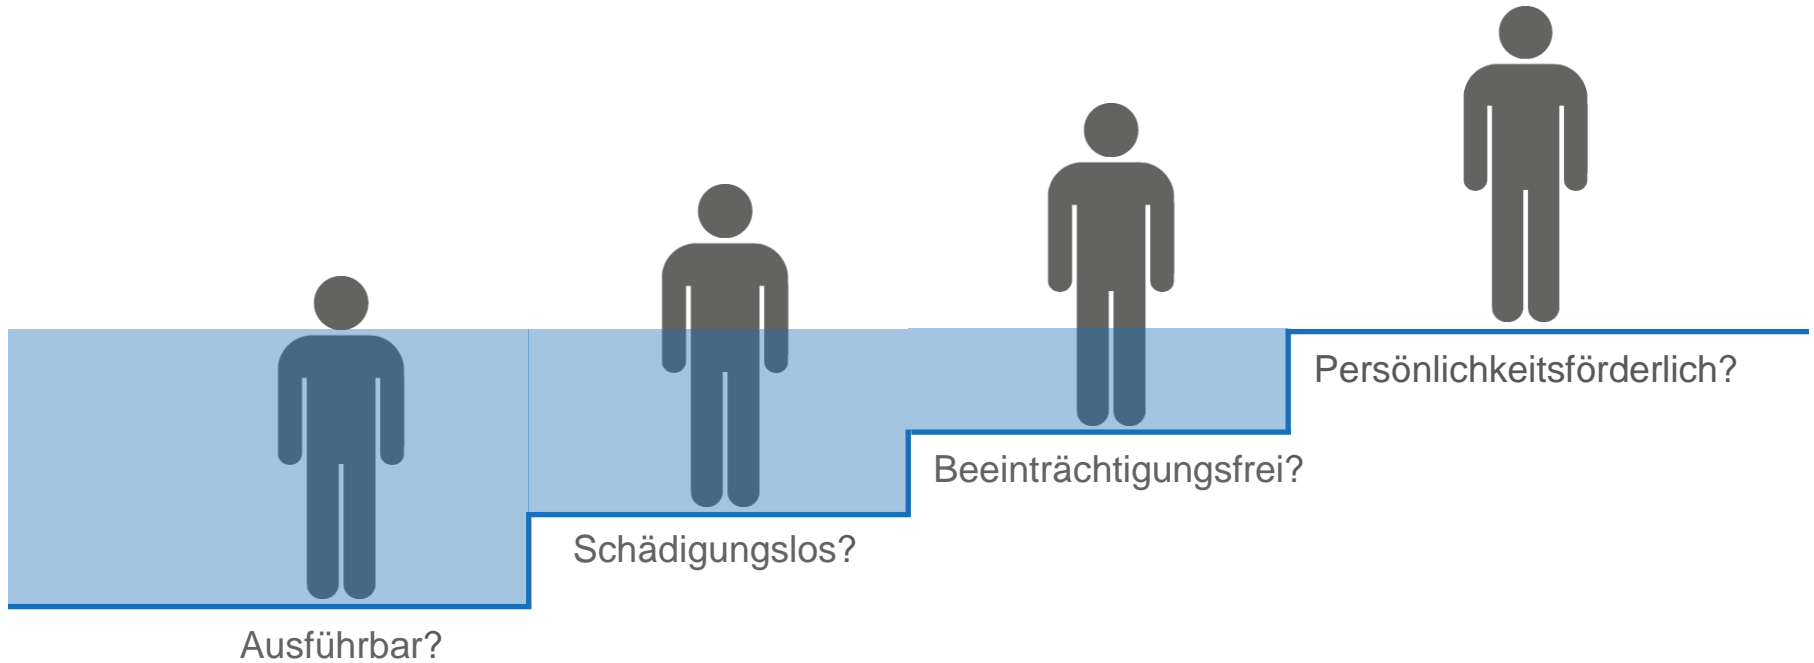 Ausführbar?
Schädigungslos?
Beeinträchtigungsfrei?
Persönlichkeitsförderlich?